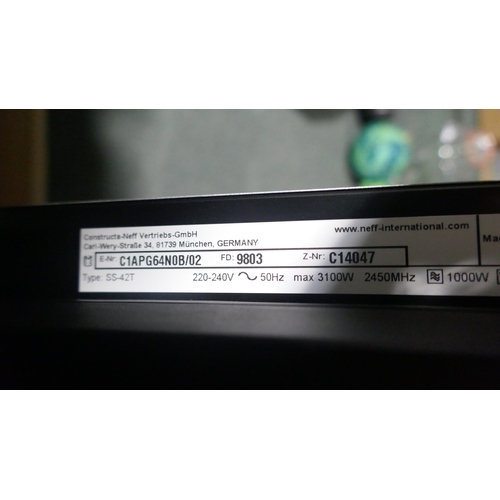 Constructa-Neff Vertriebs-GmbH
www.neff-international.com
Carl-Wery-Straße 34, 81739 München, GERMANY
E-Nr: C1APG64N0B/02 FD: 9803 Z-Nr: C14047
Type: SS-42T 220-240V 50Hz max 3100W 2450MHz 1000W